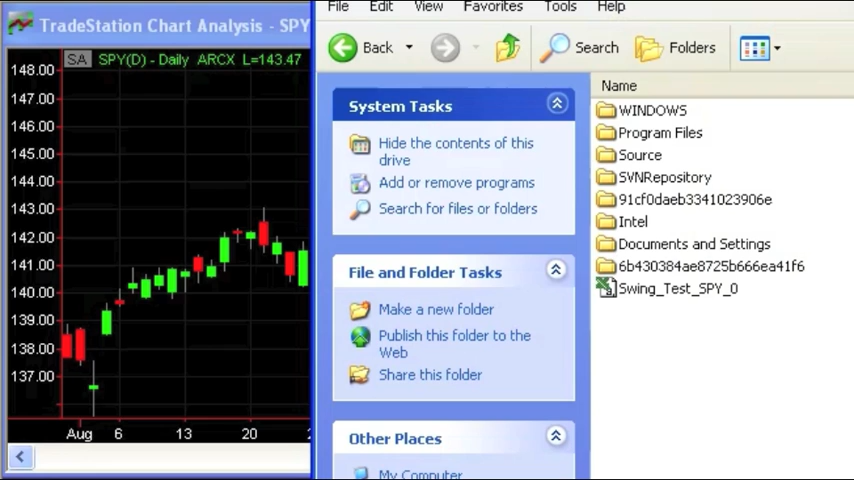 TradeStation Chart Analysis - SPY
SA SPY(D) - Daily ARCX L=143.47
148.00
147.00
146.00
145.00
144.00
143.00
142.00
141.00
140.00
139.00
138.00
137.00
Aug 6 13 20
File Edit View Favorites Tools Help
Back Search Folders
System Tasks
Hide the contents of this
drive
Add or remove programs
Search for files or folders
File and Folder Tasks
Make a new folder
Publish this folder to the
Web
Share this folder
Other Places
My Computer
Name
WINDOWS
Program Files
Source
SVNRepository
91cf0daeb3341023906e
Intel
Documents and Settings
6b430384ae8725b666ea41f6
Swing_Test_SPY_0